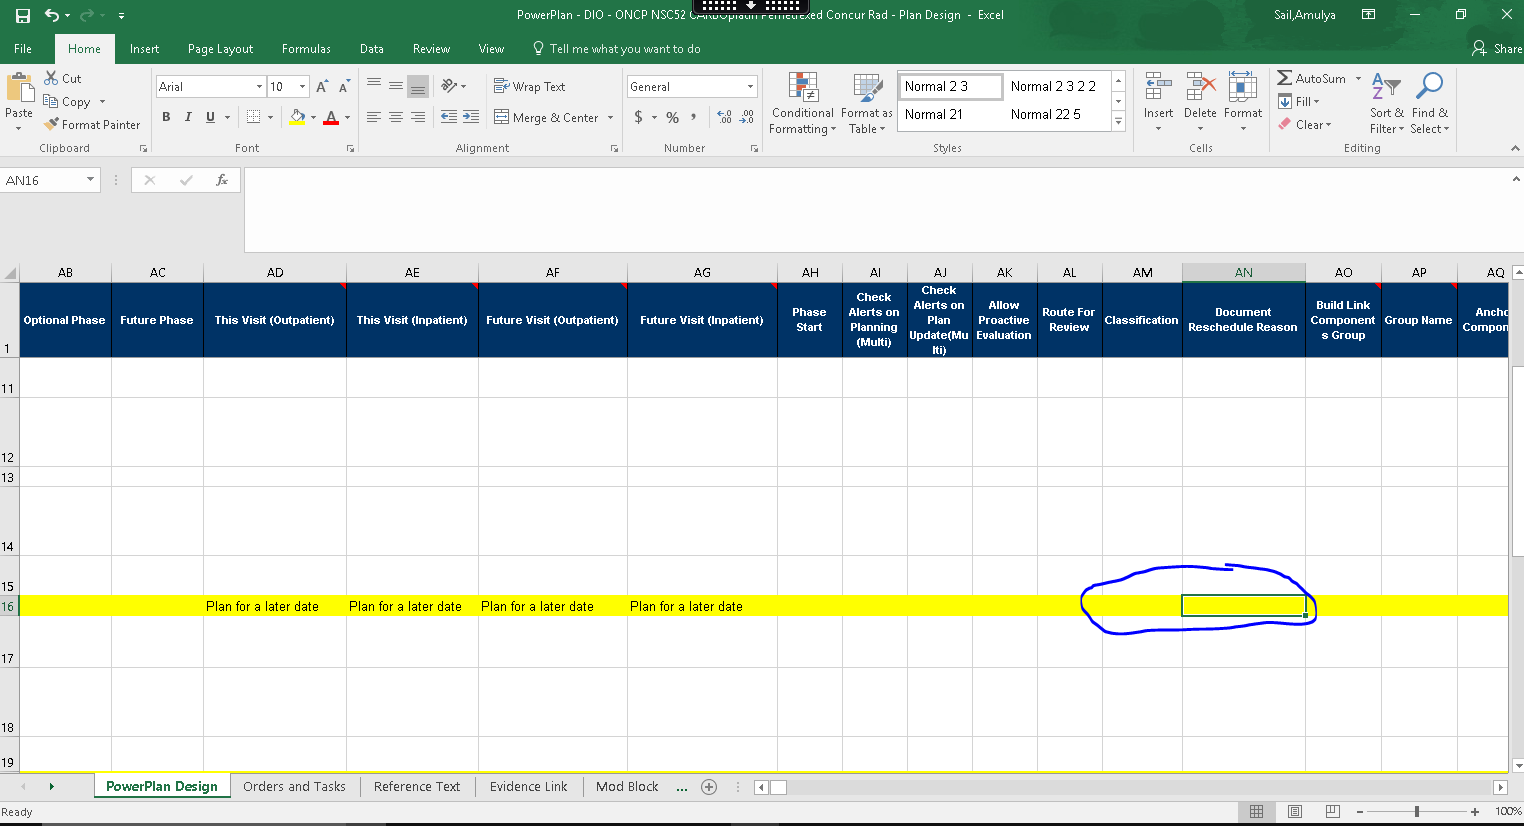 PowerPlan - DIO - ONCP NSC52 CARBOplatin Pemetrexed Concur Rad - Plan Design - Excel
Sail,Amulya
File Home Insert Page Layout Formulas Data Review View Tell me what you want to do Share
Paste
Cut
Copy
Format Painter
Clipboard
Arial 10
B I U A
Font
Wrap Text
Merge & Center
Alignment
General
$ % ,
Number
Conditional Formatting
Format as Table
Normal 2 3 Normal 2 3 2 2
Normal 21 Normal 22 5
Styles
Insert Delete Format
Cells
AutoSum
Fill
Clear
Sort & Filter
Find & Select
Editing
AN16
fx
AB AC AD AE AF AG AH AI AJ AK AL AM AN AO AP AQ
1
Optional Phase
Future Phase
This Visit (Outpatient)
This Visit (Inpatient)
Future Visit (Outpatient)
Future Visit (Inpatient)
Phase
Start
Check
Alerts on
Planning
(Multi)
Check
Alerts on
Plan
Update(Mu
lti)
Allow
Proactive
Evaluation
Route For
Review
Classification
Document
Reschedule Reason
Build Link
Component
s Group
Group Name
Ancho
Compon
11
12
13
14
15
16 Plan for a later date Plan for a later date Plan for a later date Plan for a later date
17
18
19
PowerPlan Design Orders and Tasks Reference Text Evidence Link Mod Block ...
Ready
100%